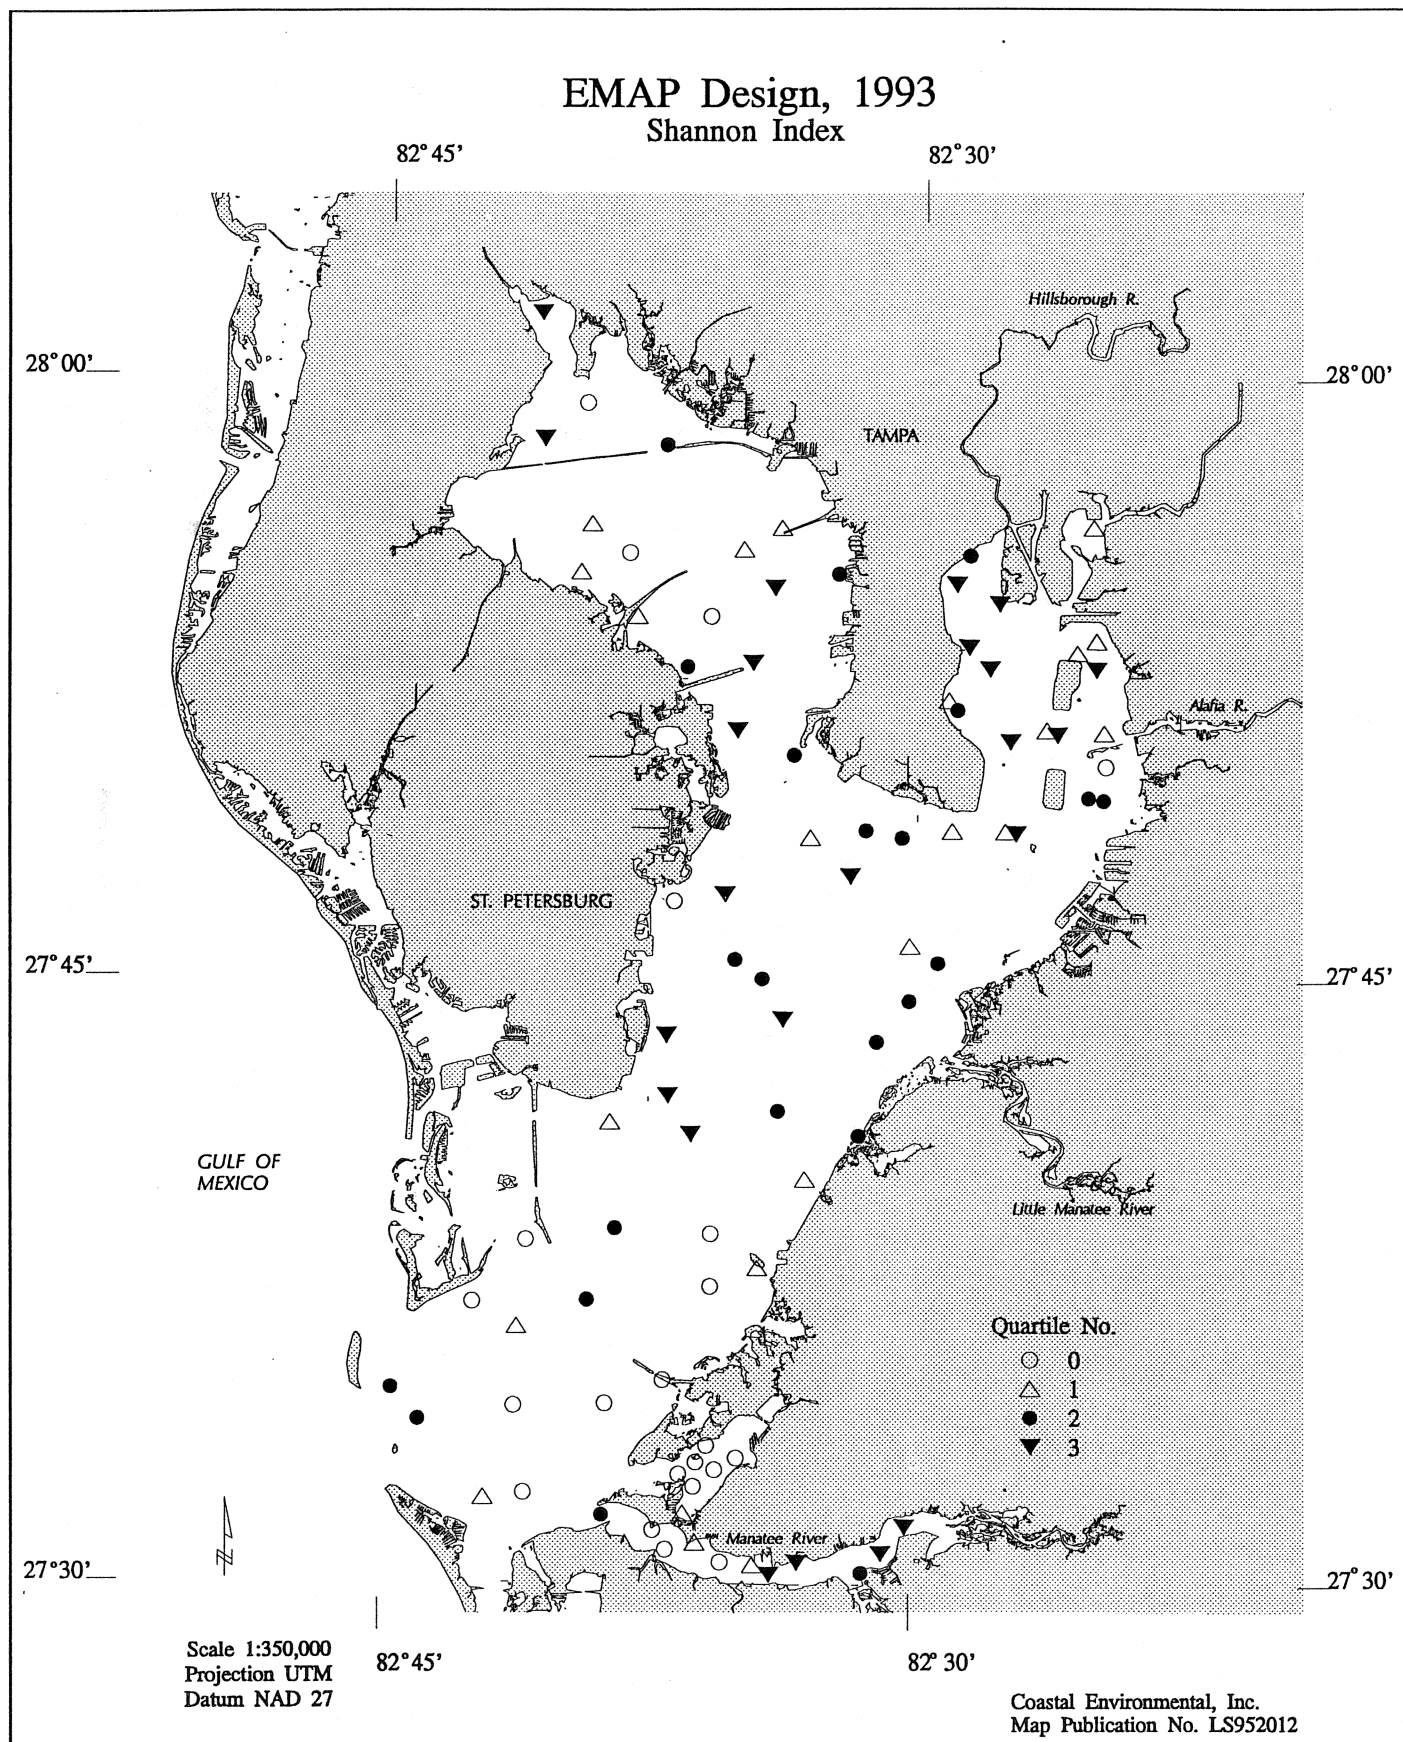 EMAP Design, 1993
Shannon Index
82°45'
82°30'
Hillsborough R.
28°00'
28°00'
TAMPA
Alafia R.
ST. PETERSBURG
27°45'
27°45'
GULF OF
MEXICO
Little Manatee River
Quartile No.
0
1
2
3
Manatee River
27°30'
27°30'
N
Scale 1:350,000
Projection UTM
Datum NAD 27
82°45'
82°30'
Coastal Environmental, Inc.
Map Publication No. LS952012